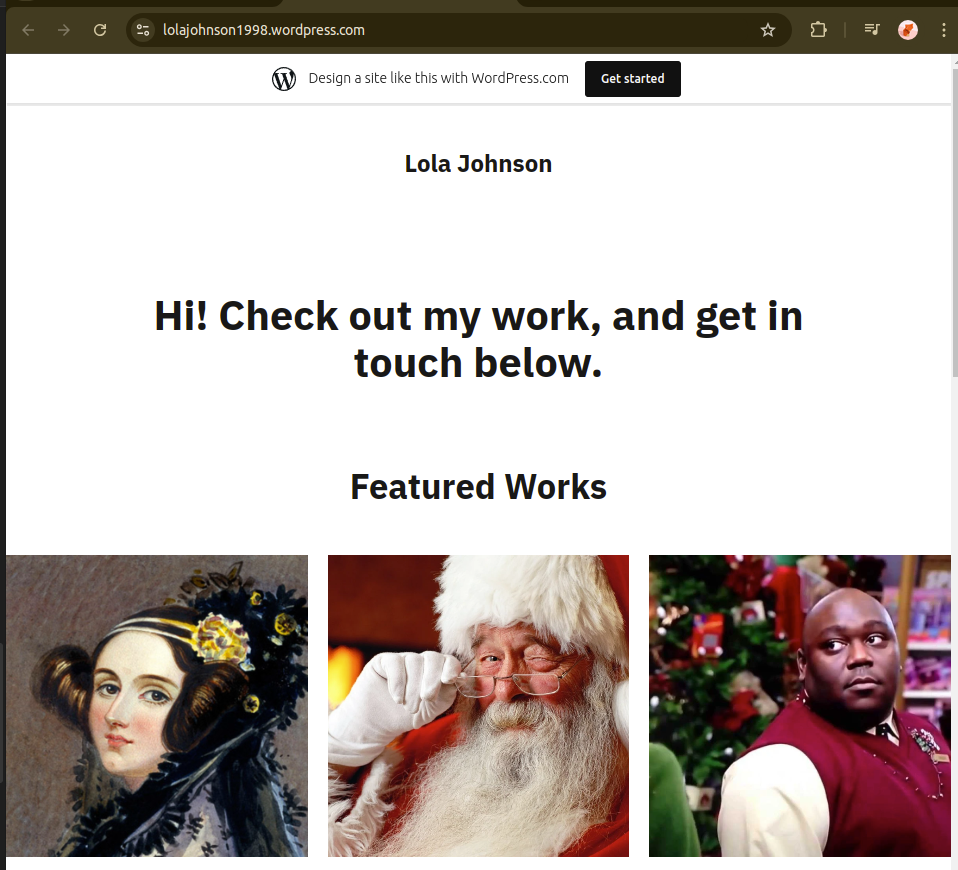 lolajohnson1998.wordpress.com
Design a site like this with WordPress.com
Get started
Lola Johnson
Hi! Check out my work, and get in
touch below.
Featured Works